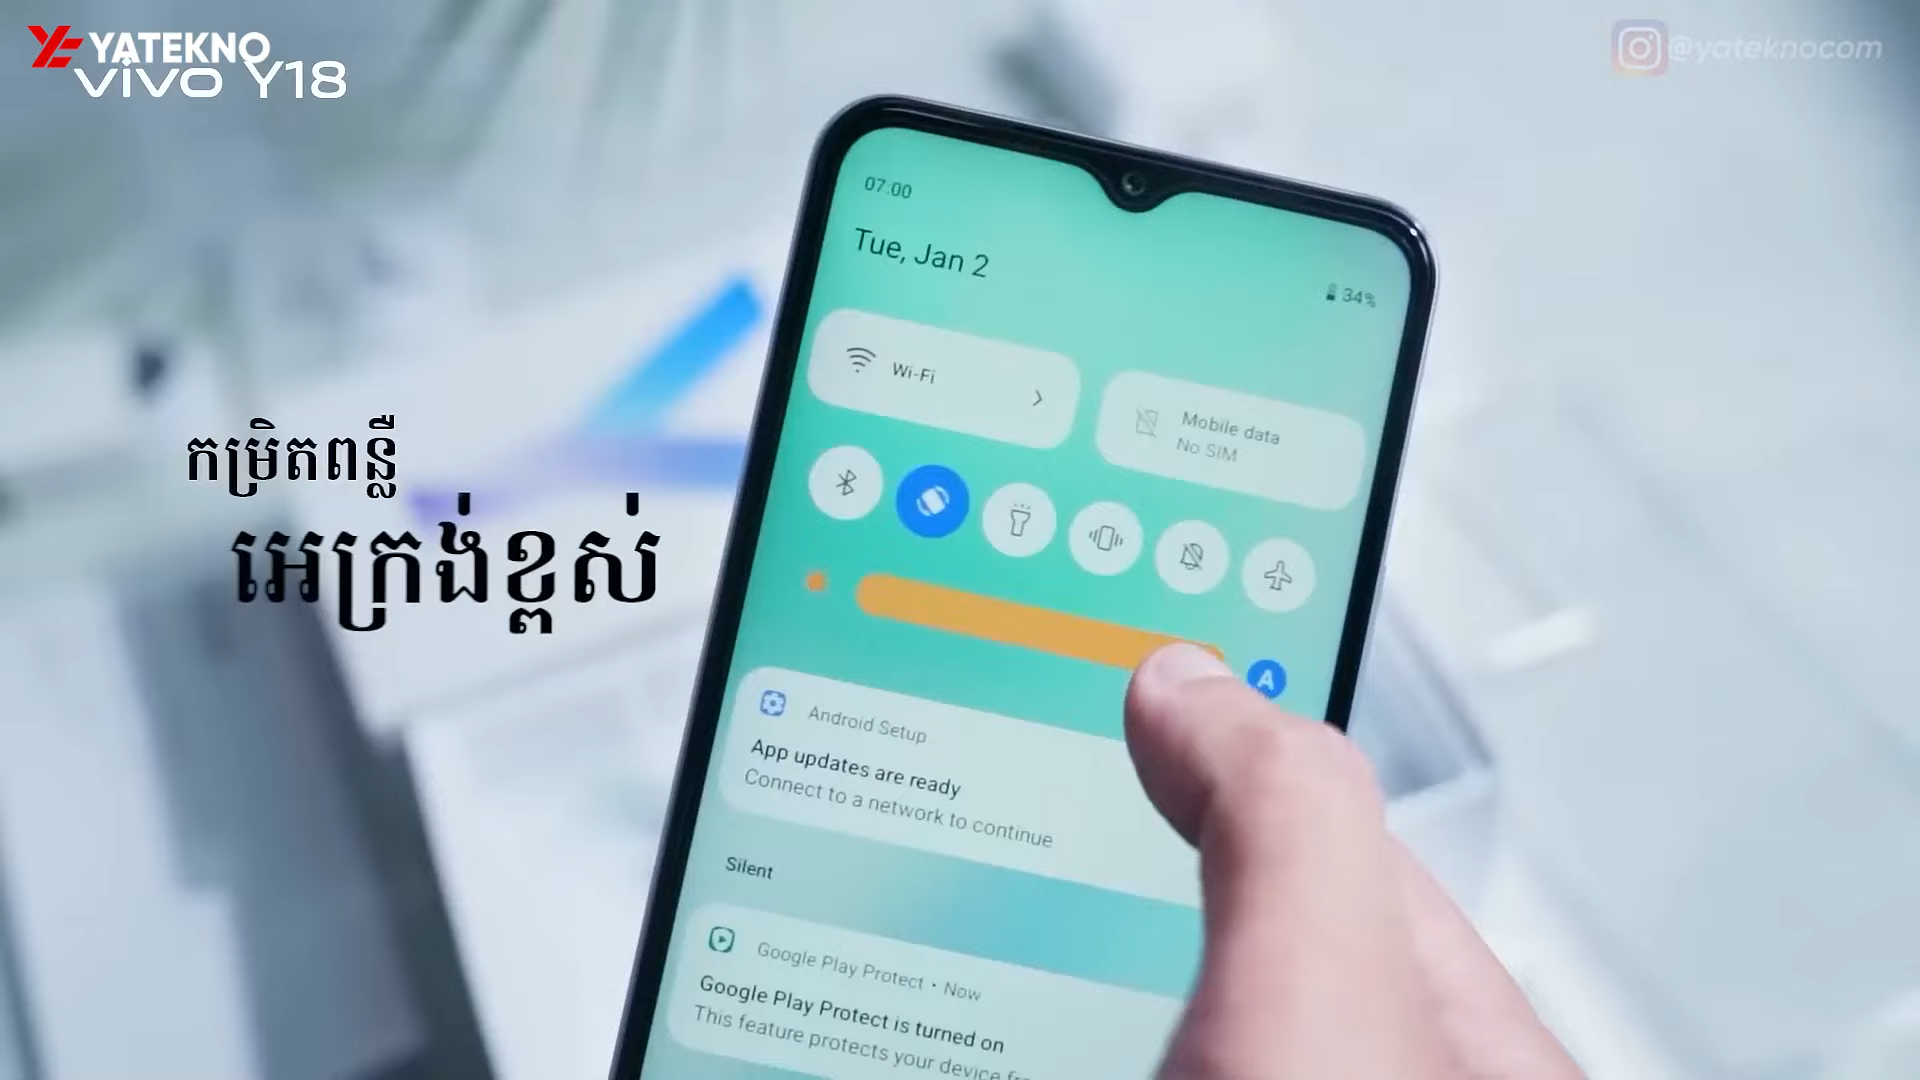 YATEKNO
vivo Y18
@yateknocom
07:00
Tue, Jan 2
34%
Wi-Fi
Mobile data
No SIM
កម្រិតពន្លឺ
អេក្រង់ខ្ពស់
A
Android Setup
App updates are ready
Connect to a network to continue
Silent
Google Play Protect • Now
Google Play Protect is turned on
This feature protects your device